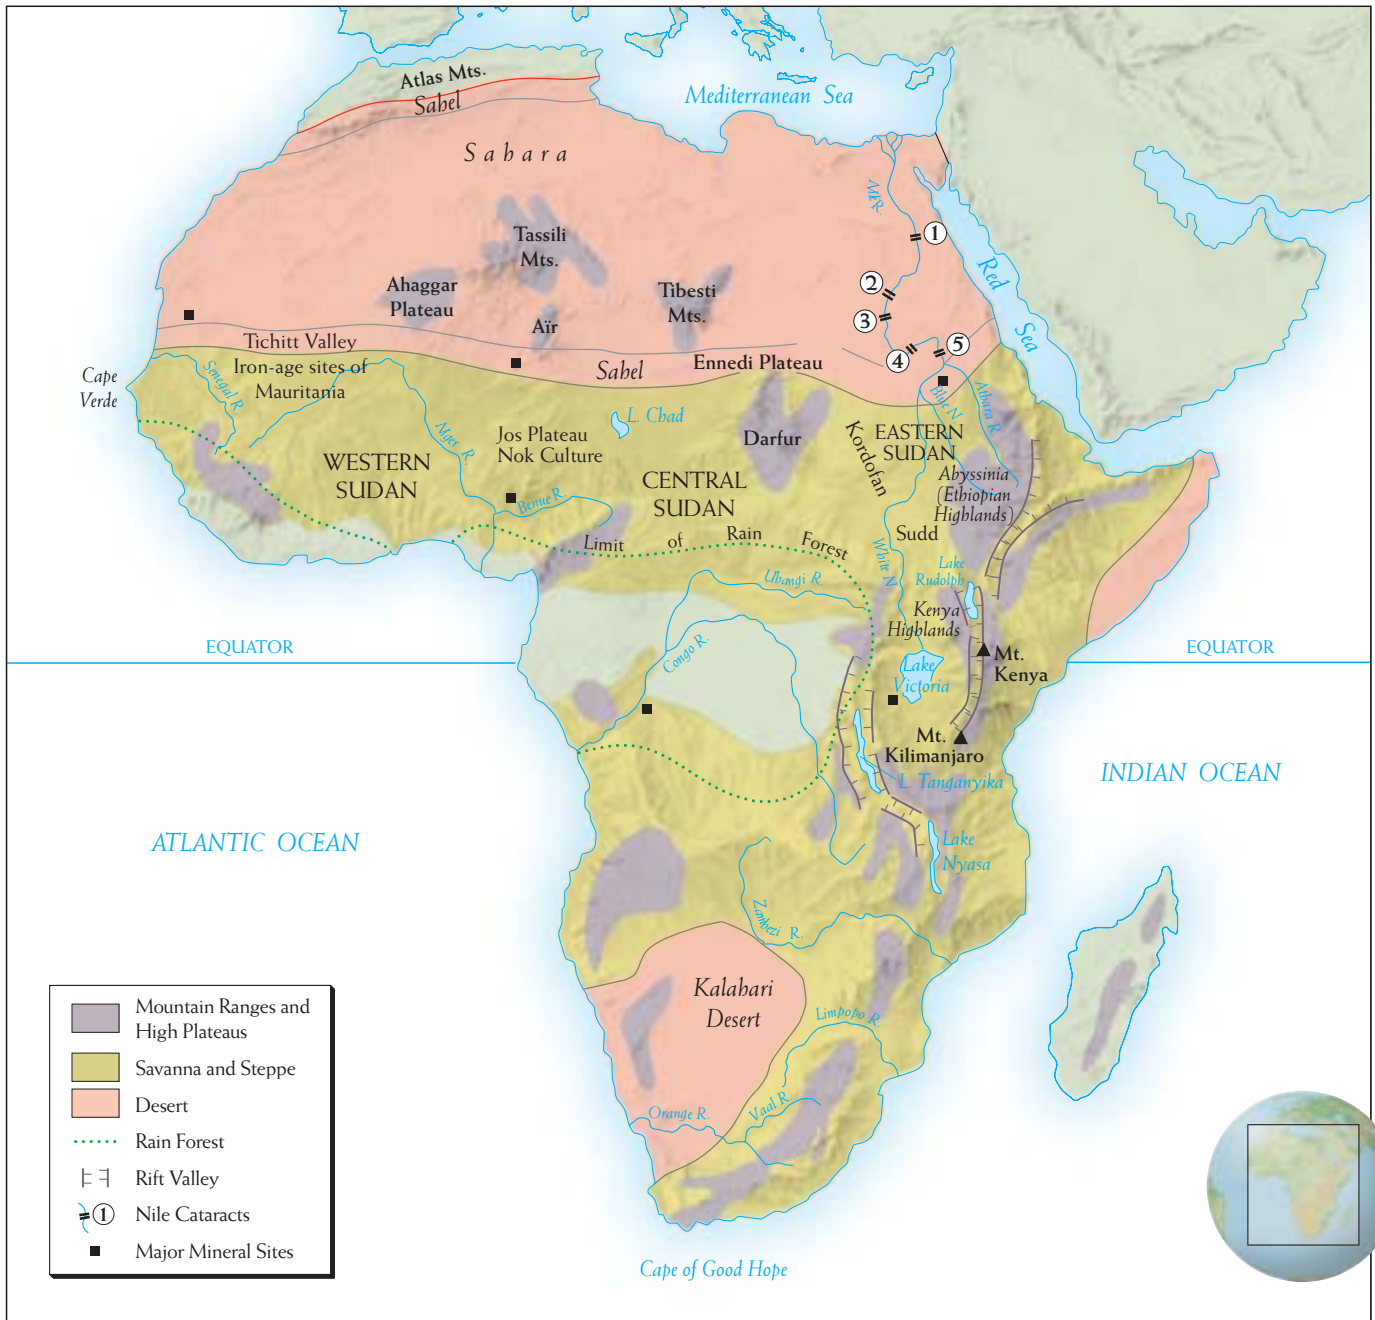 Atlas Mts.
Sahel
Mediterranean Sea
Sahara
Nile R.
1
Tassili
Mts.
Red
Sea
Ahaggar
Plateau
Tibesti
Mts.
2
3
Aïr
4
5
Tichitt Valley
Iron-age sites of
Mauritania
Sahel
Ennedi Plateau
Cape
Verde
Senegal R.
Blue N.
Atbara R.
L. Chad
Niger R.
Jos Plateau
Nok Culture
Darfur
Kordofan
EASTERN
SUDAN
WESTERN
SUDAN
CENTRAL
SUDAN
Abyssinia
(Ethiopian
Highlands)
Benue R.
Limit of Rain Forest
Sudd
White N.
Lake
Rudolph
Ubangi R.
Kenya
Highlands
Congo R.
EQUATOR
EQUATOR
Mt.
Kenya
Lake
Victoria
Mt.
Kilimanjaro
L. Tanganyika
INDIAN OCEAN
ATLANTIC OCEAN
Lake
Nyasa
Zambezi R.
Kalahari
Desert
Limpopo R.
Orange R.
Vaal R.
Cape of Good Hope
Mountain Ranges and
High Plateaus
Savanna and Steppe
Desert
Rain Forest
Rift Valley
1 Nile Cataracts
Major Mineral Sites